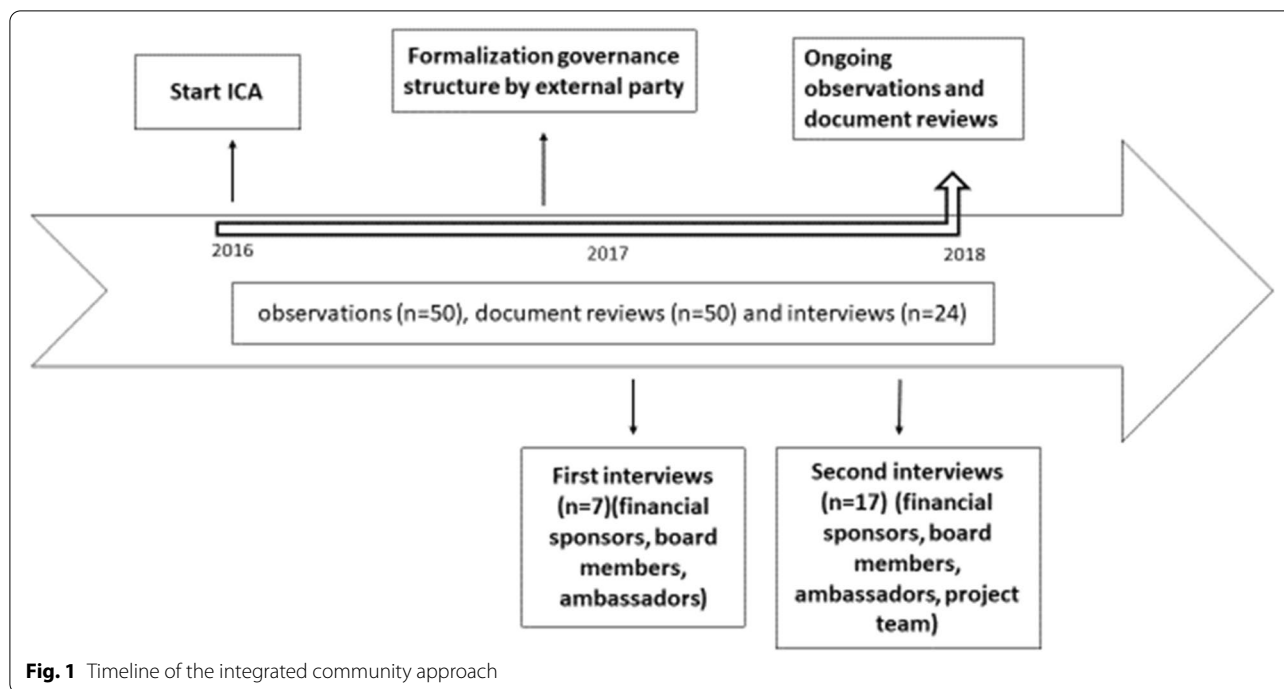 Start ICA
Formalization governance
structure by external party
Ongoing
observations and
document reviews
2016
2017
2018
observations (n=50), document reviews (n=50) and interviews (n=24)
First interviews
(n=7)(financial
sponsors, board
members,
ambassadors)
Second interviews
(n=17) (financial
sponsors, board
members,
ambassadors, project
team)
Fig. 1 Timeline of the integrated community approach